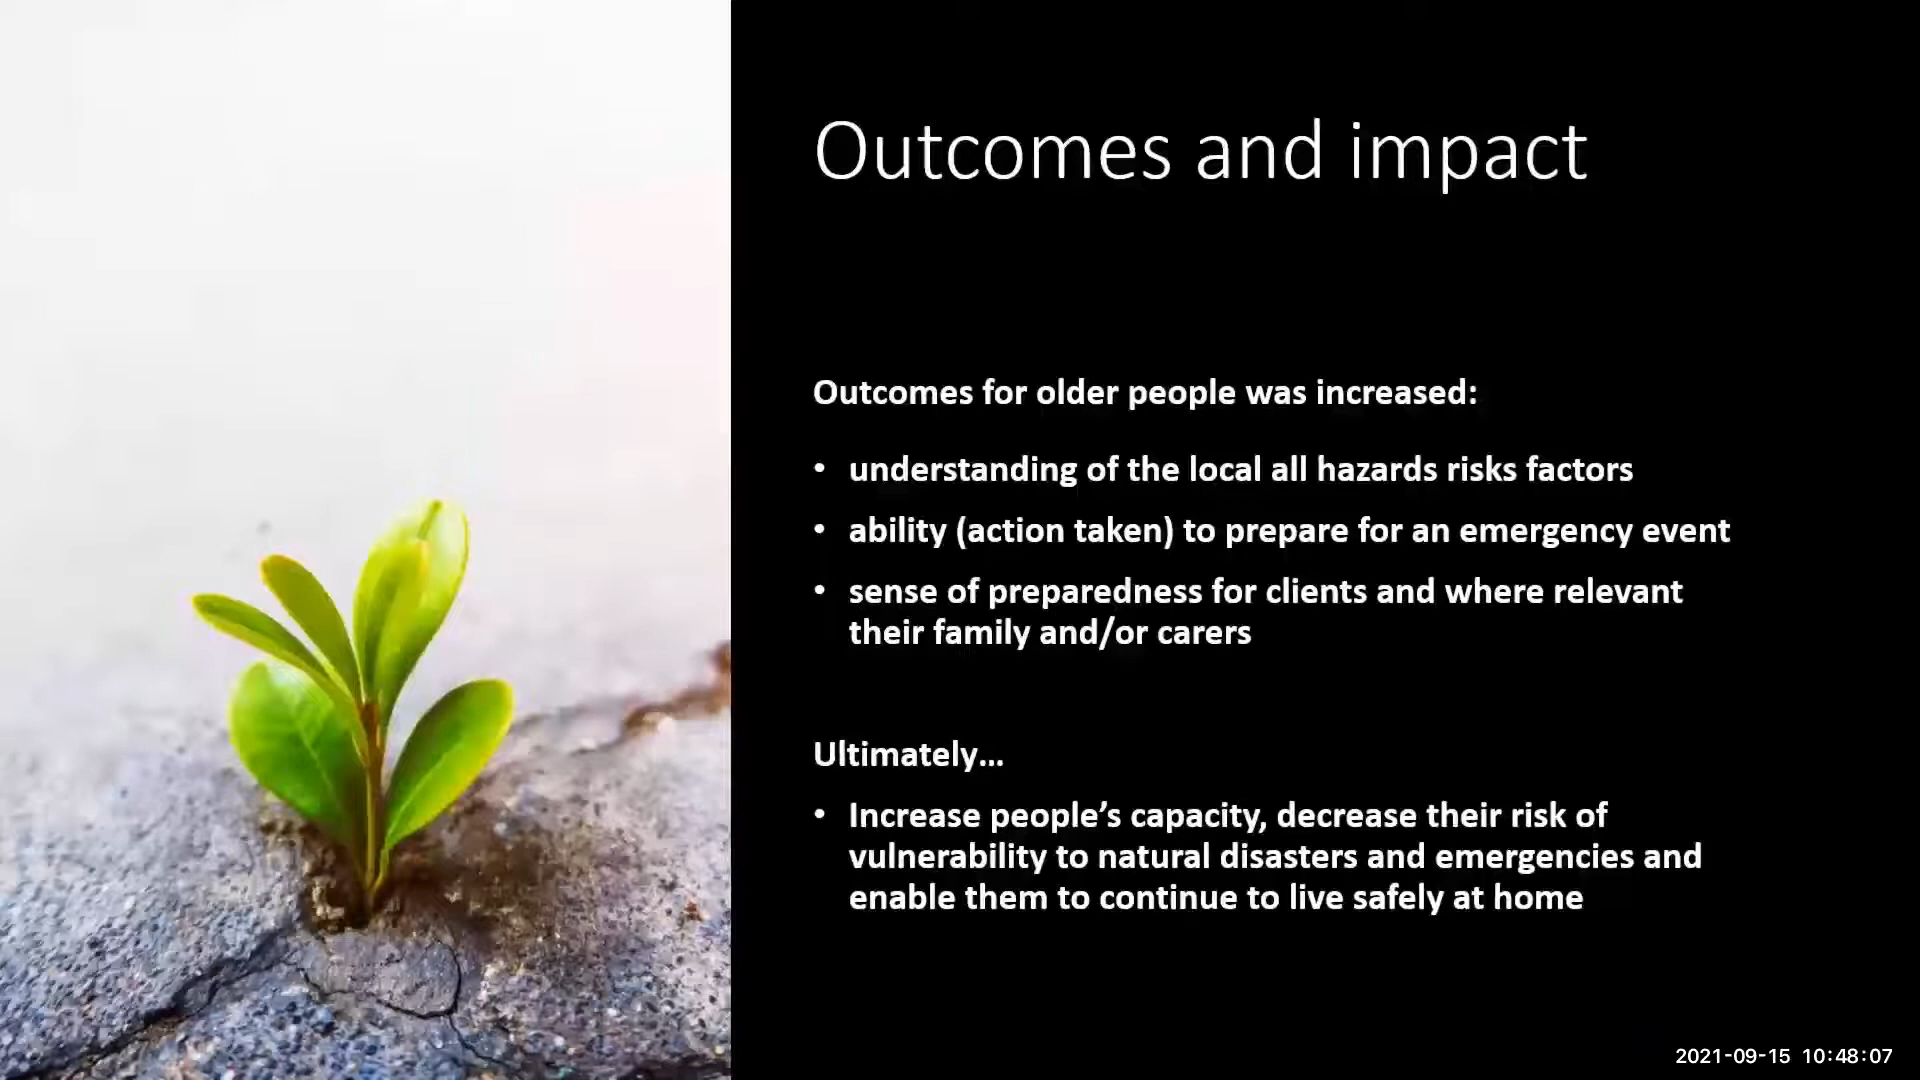 Outcomes and impact
Outcomes for older people was increased:
• understanding of the local all hazards risks factors
• ability (action taken) to prepare for an emergency event
• sense of preparedness for clients and where relevant
their family and/or carers
Ultimately…
• Increase people’s capacity, decrease their risk of
vulnerability to natural disasters and emergencies and
enable them to continue to live safely at home
2021-09-15 10:48:07